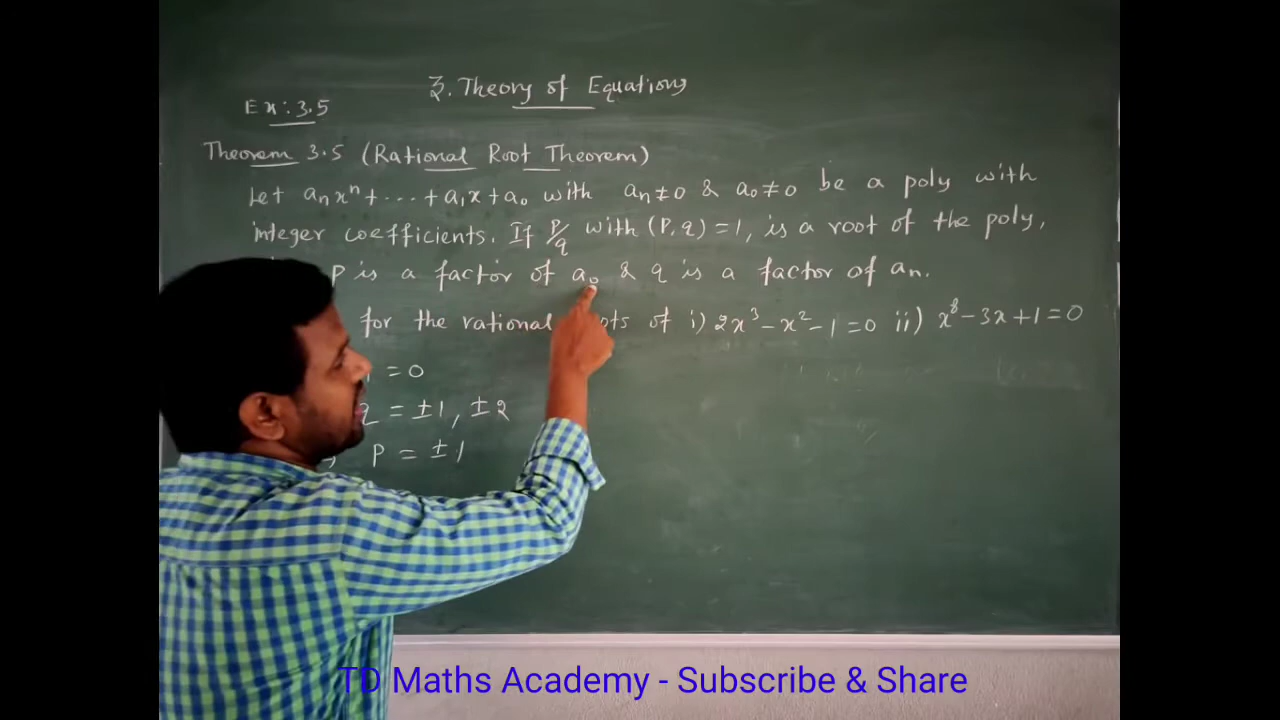 3. Theory of Equations
Ex: 3.5
Theorem 3.5 (Rational Root Theorem)
Let aₙxⁿ + ... + a₁x + a₀ with aₙ ≠ 0 & a₀ ≠ 0 be a poly with
integer coefficients. If P/q with (P, q) = 1, is a root of the poly,
P is a factor of a₀ & q is a factor of aₙ.
for the rational of i) 2x³ - x² - 1 = 0 ii) x⁸ - 3x + 1 = 0
= 0
q = ±1, ±2
→ P = ±1
TD Maths Academy - Subscribe & Share